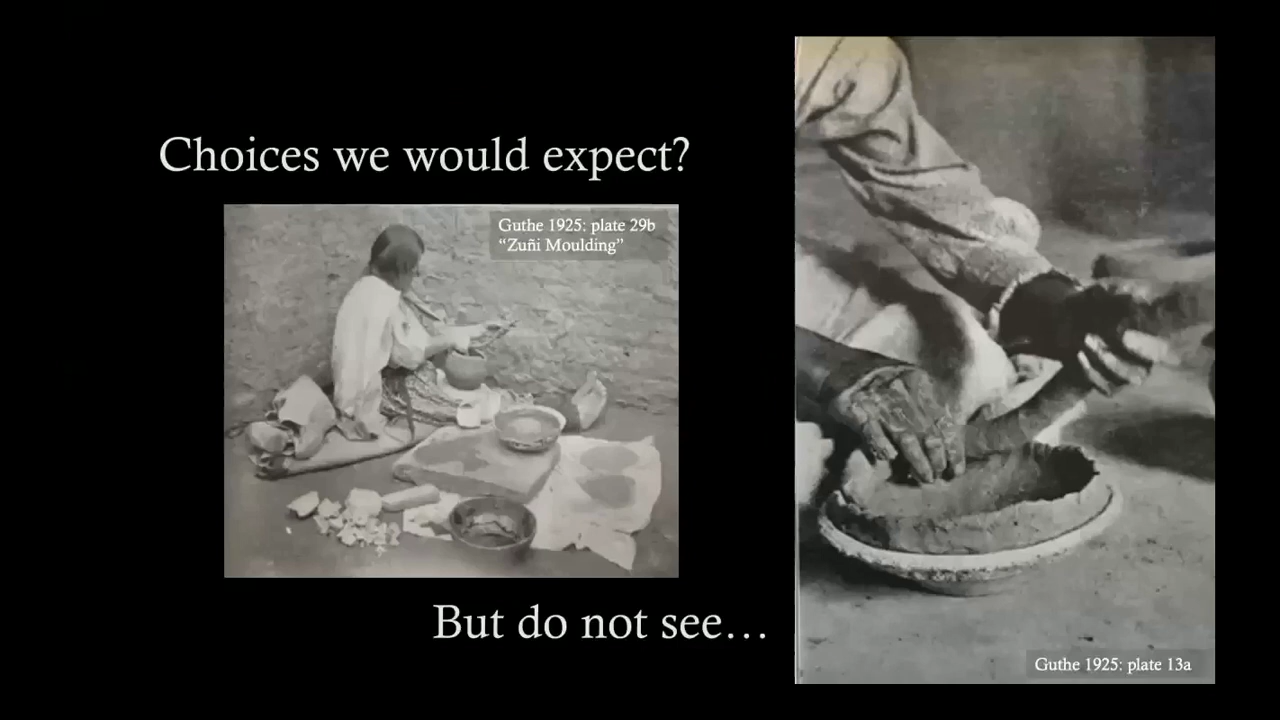 Choices we would expect?
Guthe 1925: plate 29b
“Zuñi Moulding”
But do not see…
Guthe 1925: plate 13a